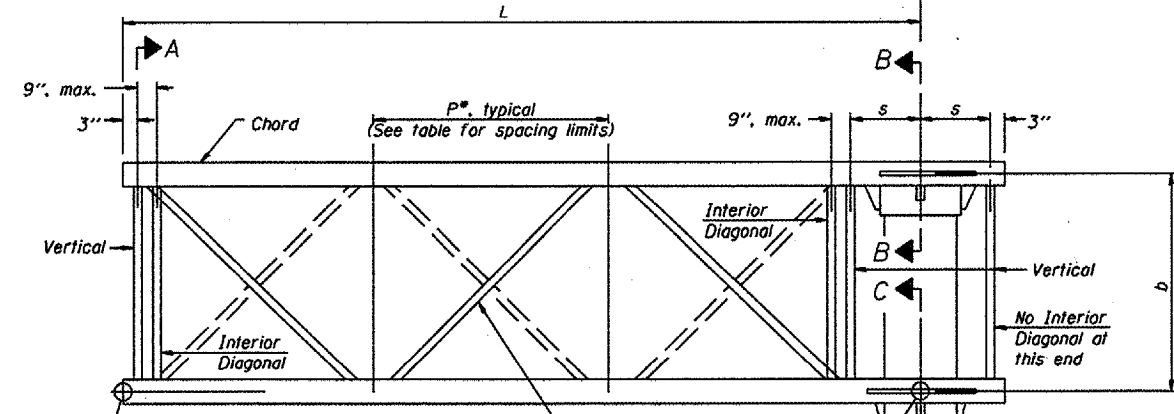 L
A
B
9", max.
P*, typical
(See table for spacing limits)
9", max.
s
s
3"
3"
Chord
Interior
Diagonal
Vertical
B
Vertical
C
b
No Interior
Diagonal at
this end
Interior
Diagonal